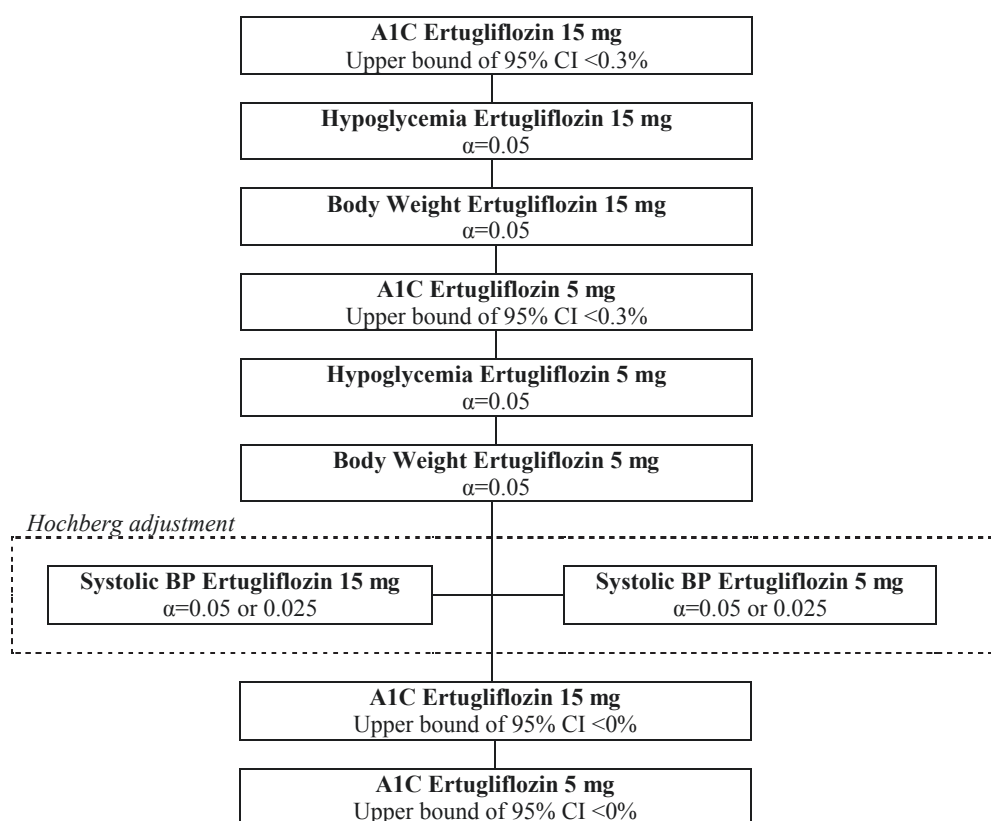 A1C Ertugliflozin 15 mg
Upper bound of 95% CI <0.3%
Hypoglycemia Ertugliflozin 15 mg
α=0.05
Body Weight Ertugliflozin 15 mg
α=0.05
A1C Ertugliflozin 5 mg
Upper bound of 95% CI <0.3%
Hypoglycemia Ertugliflozin 5 mg
α=0.05
Body Weight Ertugliflozin 5 mg
α=0.05
Hochberg adjustment
Systolic BP Ertugliflozin 15 mg
α=0.05 or 0.025
Systolic BP Ertugliflozin 5 mg
α=0.05 or 0.025
A1C Ertugliflozin 15 mg
Upper bound of 95% CI <0%
A1C Ertugliflozin 5 mg
Upper bound of 95% CI <0%